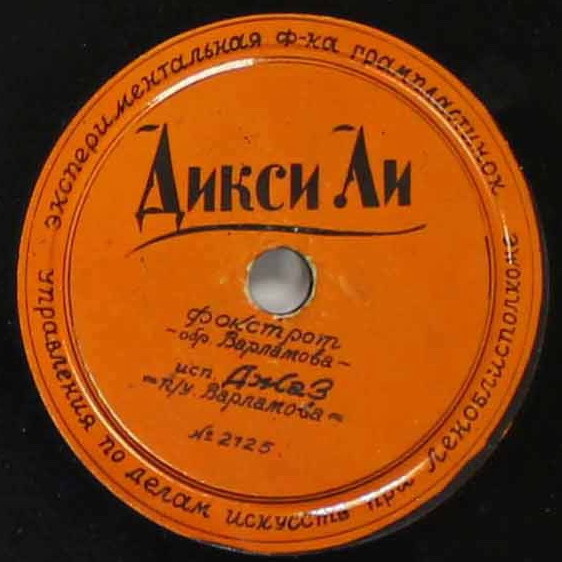 экспериментальная ф-ка грампластинок
управления по делам искусств при Леноблисполкоме
Дикси Ли
фокстрот
-обр. Варламова-
исп. Джаз
-п/у Варламова-
№ 2125